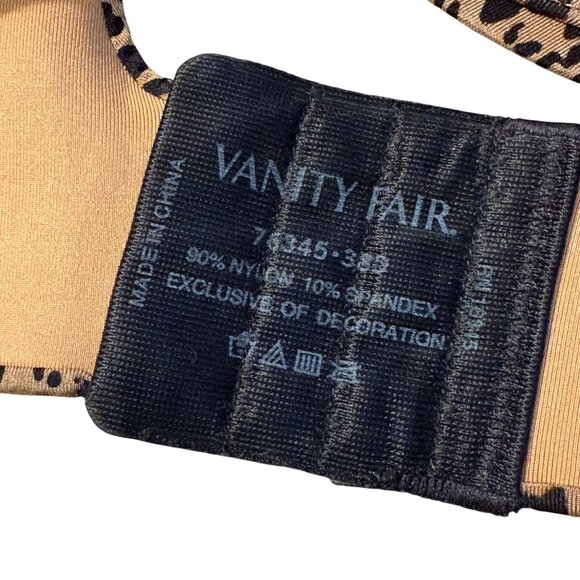 VANITY FAIR.
MADE IN CHINA
90% NYLON 10% SPANDEX
EXCLUSIVE OF DECORATION